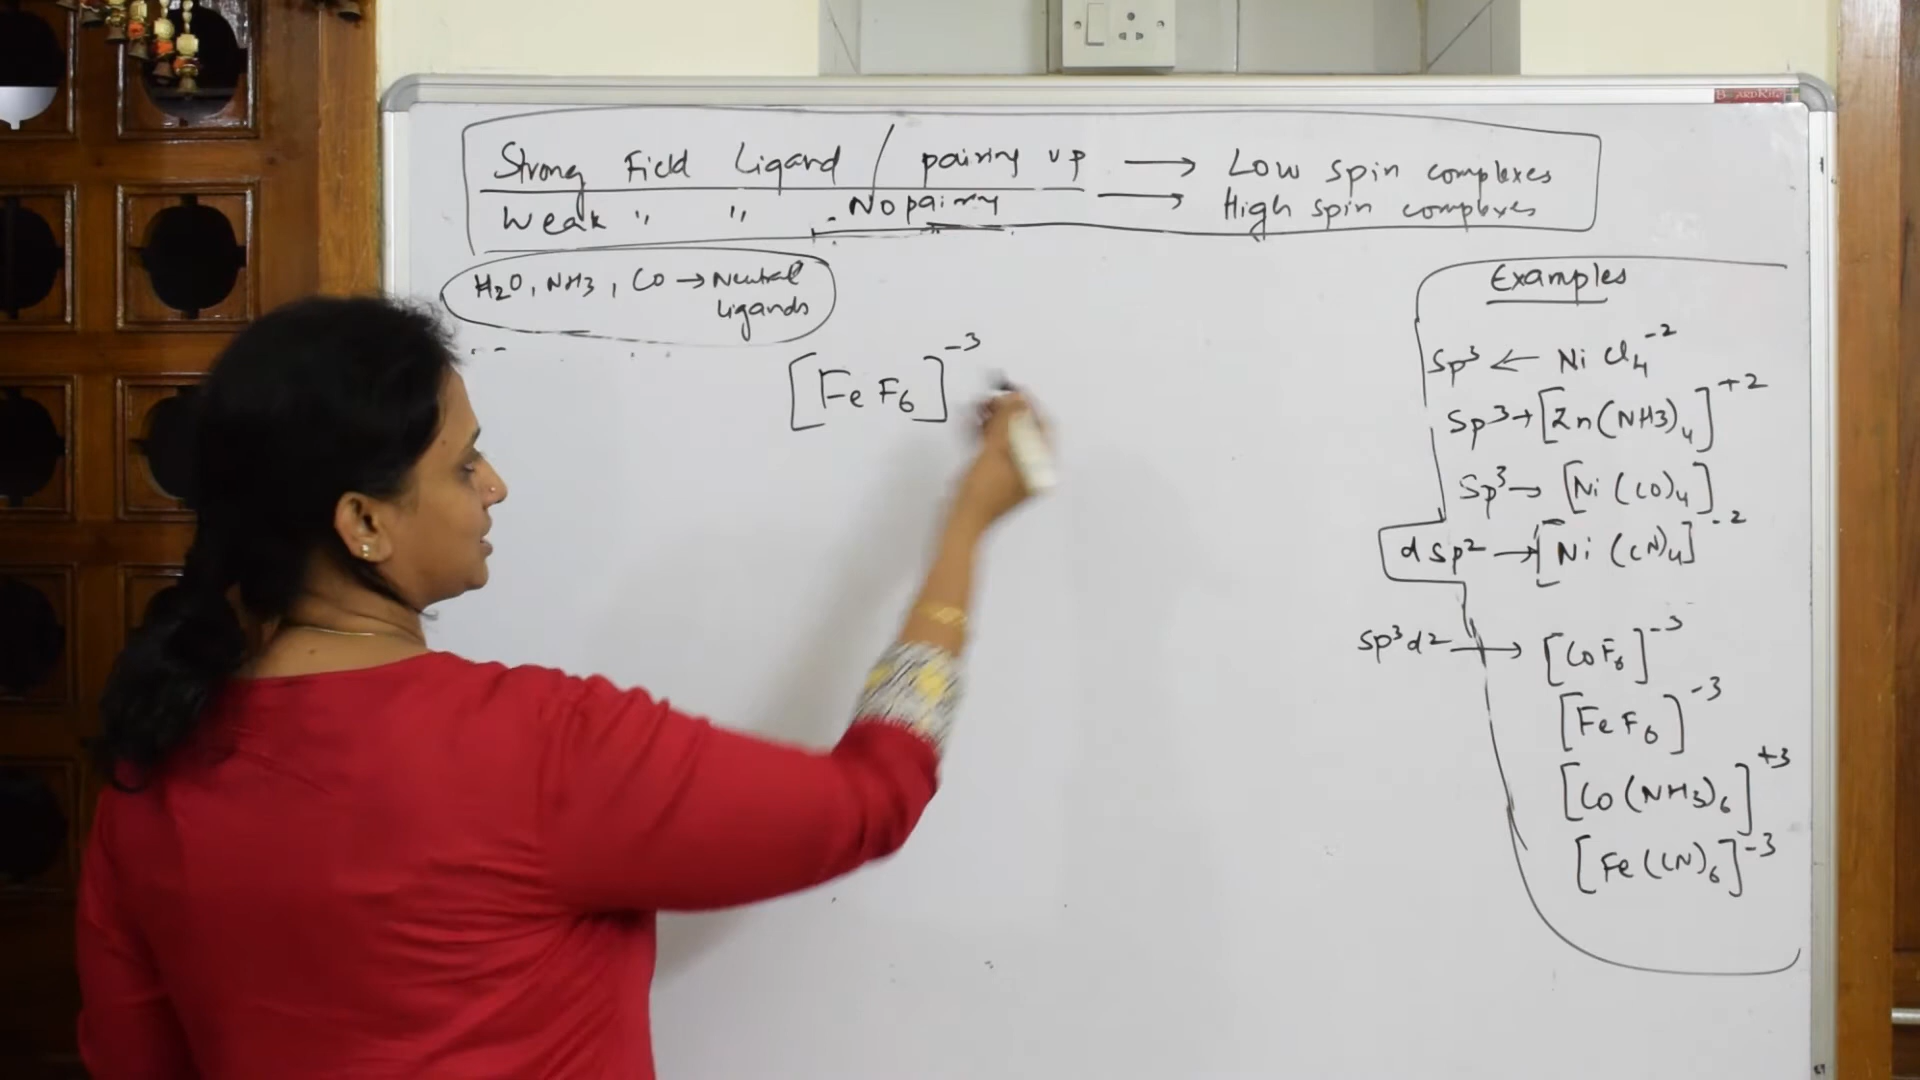 Strong Field Ligand / pairing up → Low spin complexes
Weak " " No pairing → High spin complexes
H2O, NH3, CO → Neutral
Ligands
[FeF6]-3
Examples
Sp3 ← NiCl4-2
Sp3 → [Zn(NH3)4]+2
Sp3 → [Ni(CO)4]
dsp2 → [Ni(CN)4]-2
Sp3d2 → [CoF6]-3
[FeF6]-3
[Co(NH3)6]+3
[Fe(CN)6]-3